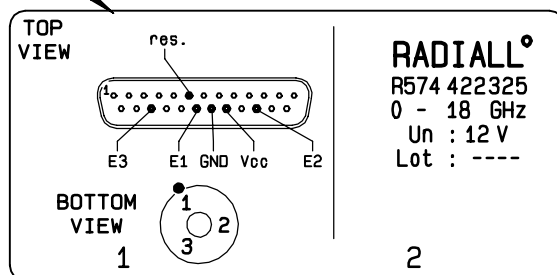 TOP
VIEW
res.
1
E3 E1 GND Vcc E2
BOTTOM
VIEW
1
2
3
1
RADIALL°
R574 422325
0 - 18 GHz
Un : 12 V
Lot : ----
2